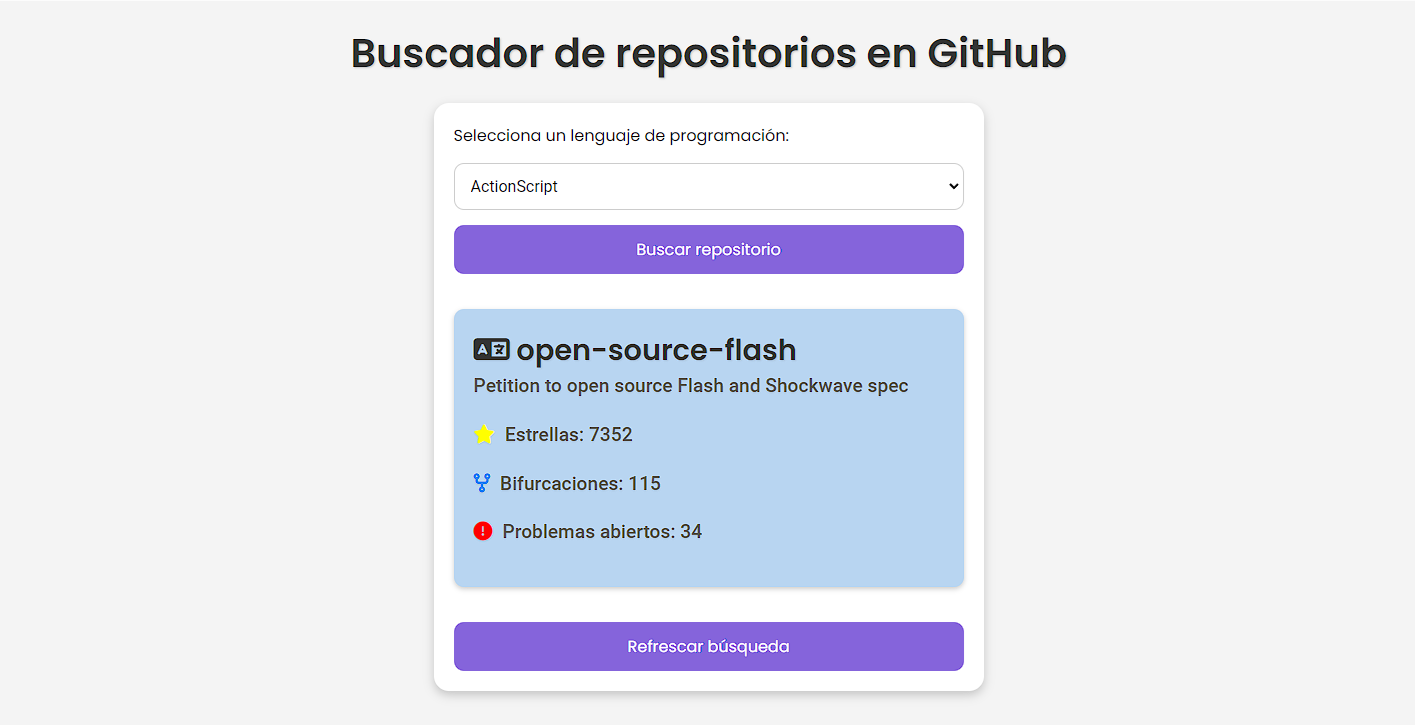 Buscador de repositorios en GitHub
Selecciona un lenguaje de programación:
ActionScript
Buscar repositorio
open-source-flash
Petition to open source Flash and Shockwave spec
Estrellas: 7352
Bifurcaciones: 115
Problemas abiertos: 34
Refrescar búsqueda